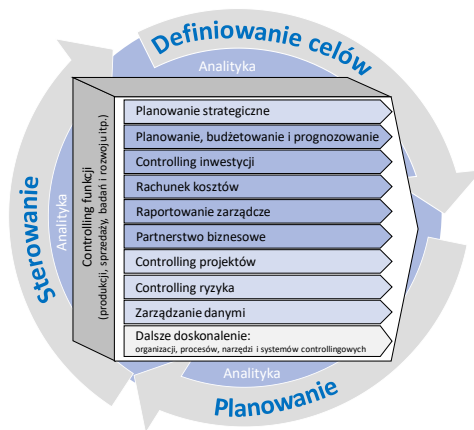 Definiowanie celów
Analityka
Planowanie strategiczne
Planowanie, budżetowanie i prognozowanie
Controlling inwestycji
Rachunek kosztów
Raportowanie zarządcze
Partnerstwo biznesowe
Controlling projektów
Controlling ryzyka
Zarządzanie danymi
Dalsze doskonalenie:
organizacji, procesów, narzędzi i systemów controllingowych
Controlling funkcji
(produkcji, sprzedaży, badań i rozwoju itp.)
Analityka
Sterowanie
Analityka
Planowanie